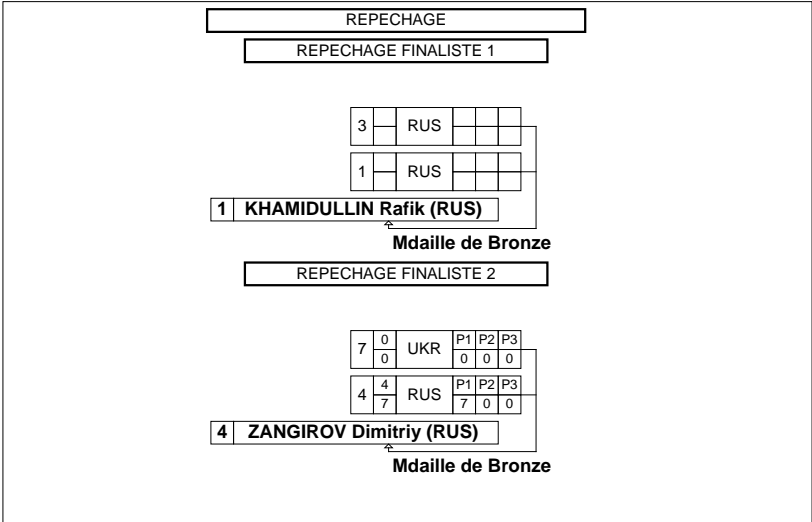 REPECHAGE
REPECHAGE FINALISTE 1
3 RUS
1 RUS
1 KHAMIDULLIN Rafik (RUS)
Mdaille de Bronze
REPECHAGE FINALISTE 2
7 0 UKR P1 P2 P3
0 0 0 0
4 4 RUS P1 P2 P3
7 7 0 0
4 ZANGIROV Dimitriy (RUS)
Mdaille de Bronze